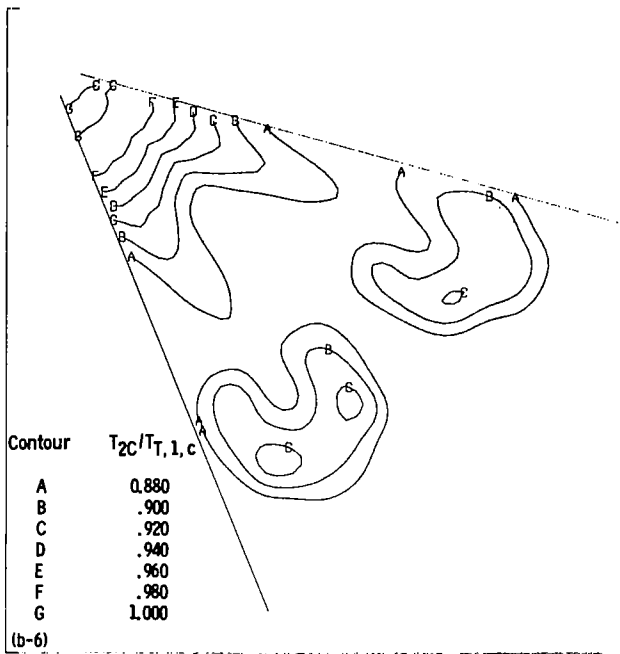 F E D
B A
A
F
E
D
B
A
B A
B
A
A
Contour T2C/TT, 1, c
A 0.880
B .900
C .920
D .940
E .960
F .980
G 1.000
(b-6)